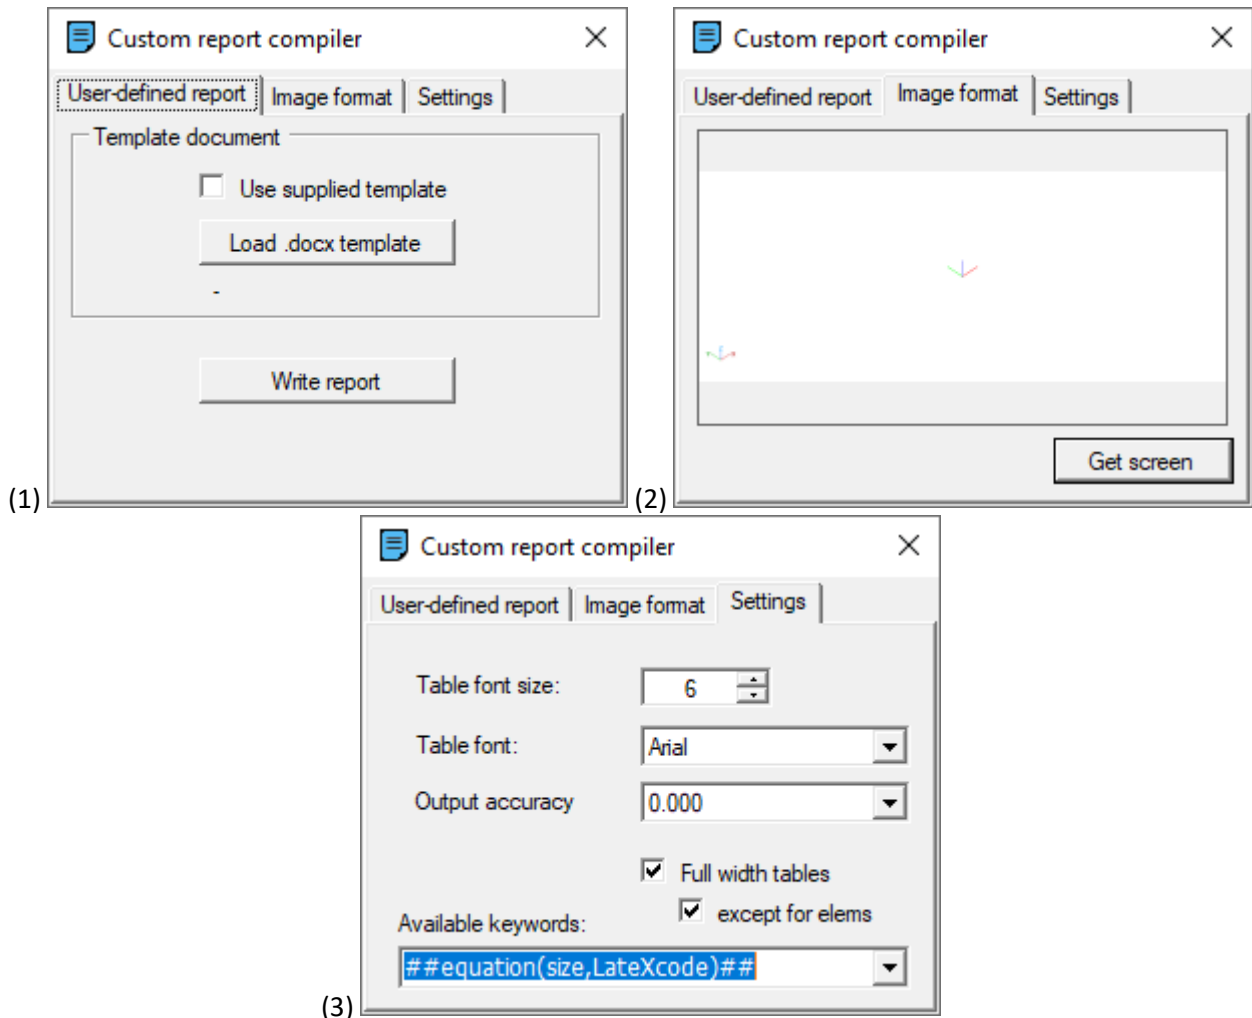 Custom report compiler
User-defined report Image format Settings
Template document
Use supplied template
Load .docx template
-
Write report
(1)
Custom report compiler
User-defined report Image format Settings
Get screen
(2)
Custom report compiler
User-defined report Image format Settings
Table font size: 6
Table font: Arial
Output accuracy 0.000
Full width tables
except for elems
Available keywords:
##equation(size,LateXcode)##
(3)